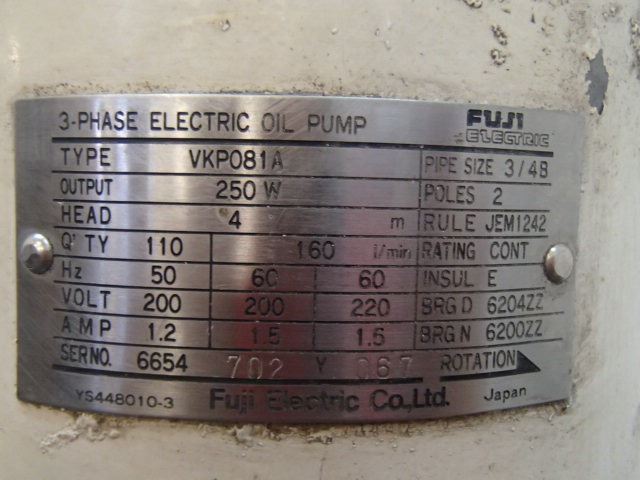 3-PHASE ELECTRIC OIL PUMP FUJI ELECTRIC
TYPE VKP081A PIPE SIZE 3/4B
OUTPUT 250 W POLES 2
HEAD 4 m RULE JEM1242
Q'TY 110 160 l/min RATING CONT
Hz 50 60 60 INSUL E
VOLT 200 200 220 BRG D 6204ZZ
AMP 1.2 1.5 1.5 BRG N 6200ZZ
SER NO. 6654 702 Y 067 ROTATION
YS448010-3 Fuji Electric Co.,Ltd. Japan